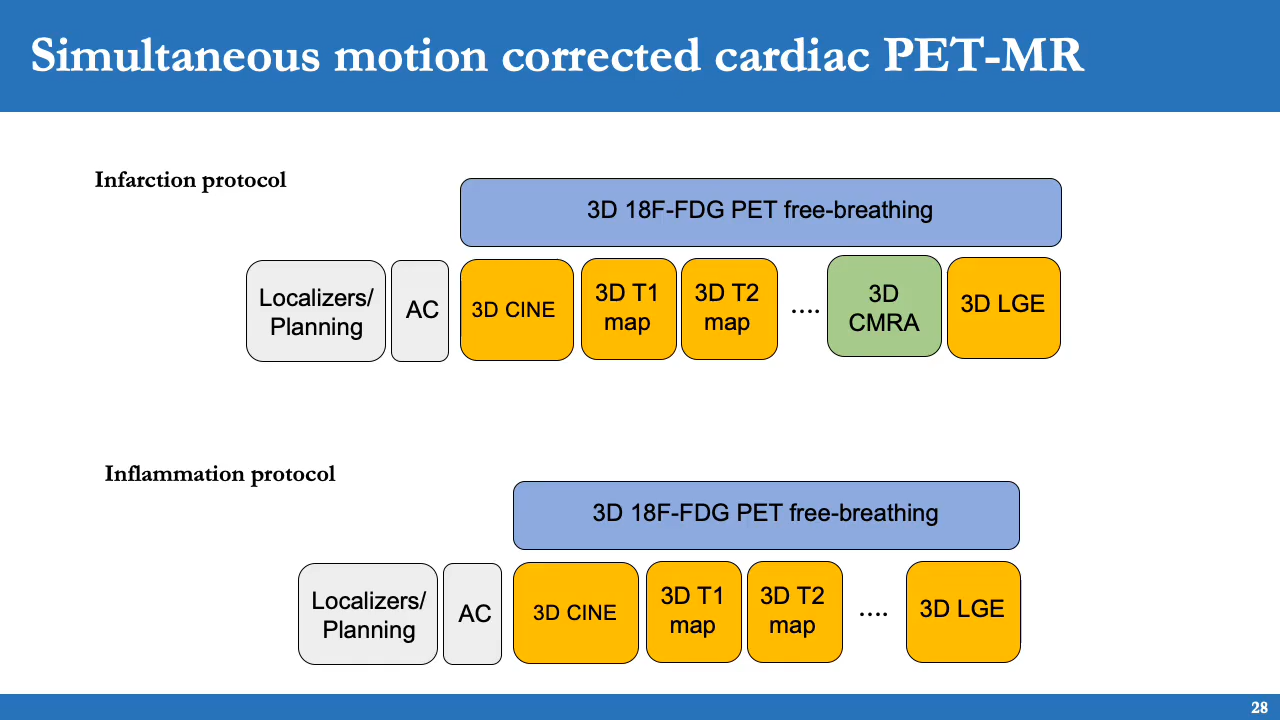 Simultaneous motion corrected cardiac PET-MR
Infarction protocol
3D 18F-FDG PET free-breathing
Localizers/
Planning
AC
3D CINE
3D T1
map
3D T2
map
....
3D
CMRA
3D LGE
Inflammation protocol
3D 18F-FDG PET free-breathing
Localizers/
Planning
AC
3D CINE
3D T1
map
3D T2
map
....
3D LGE
28